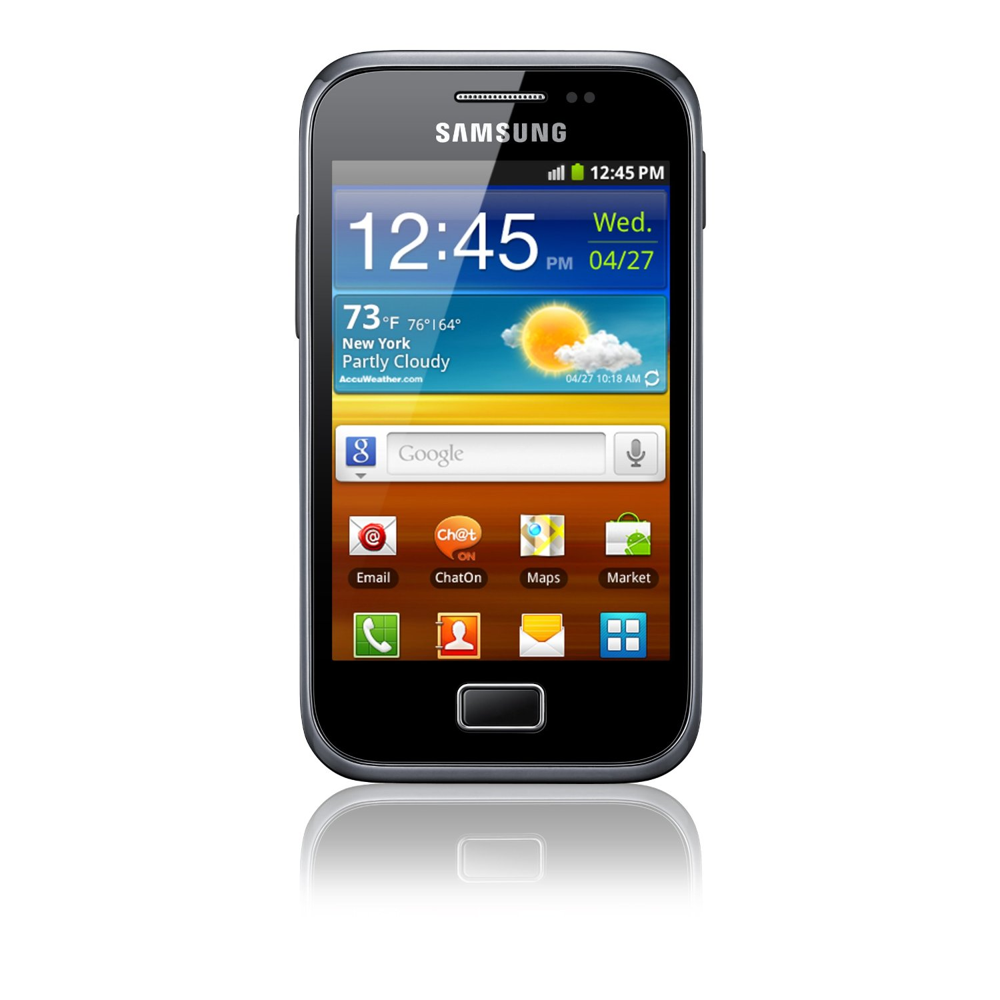 SAMSUNG
12:45 PM
12:45 PM
Wed.
04/27
73°F 76°|64°
New York
Partly Cloudy
AccuWeather.com
04/27 10:18 AM
g
Google
@
Ch@t
ON
Email
ChatOn
Maps
Market